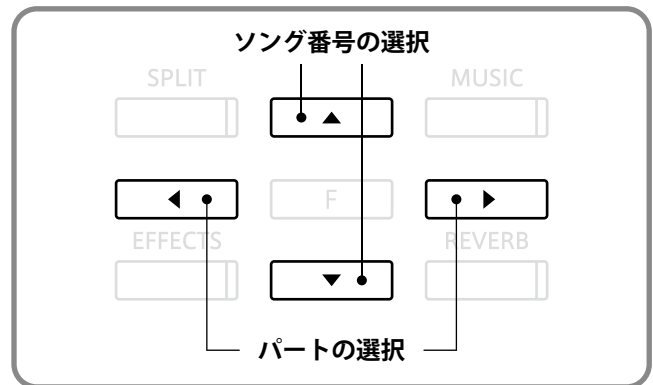 ソング番号の選択
SPLIT
MUSIC
▲
◀
F
▶
EFFECTS
REVERB
▼
パートの選択